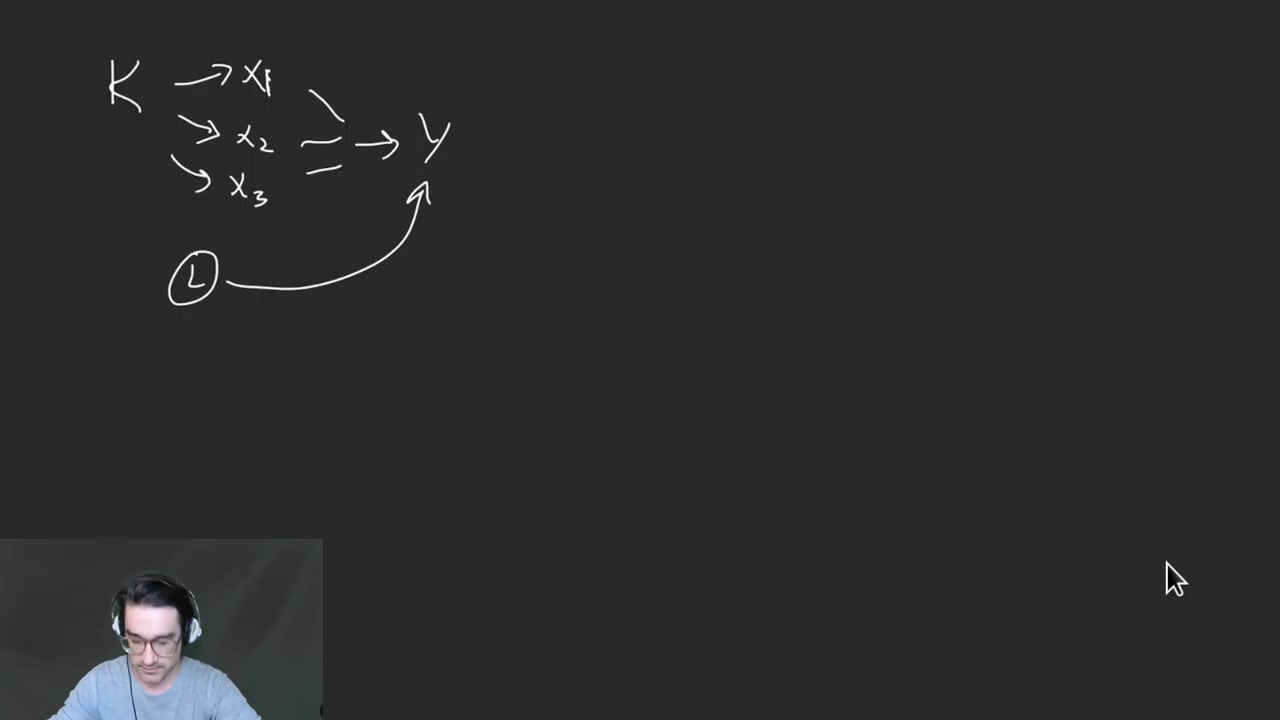 K → x1
→ x2 → Y
→ x3
L